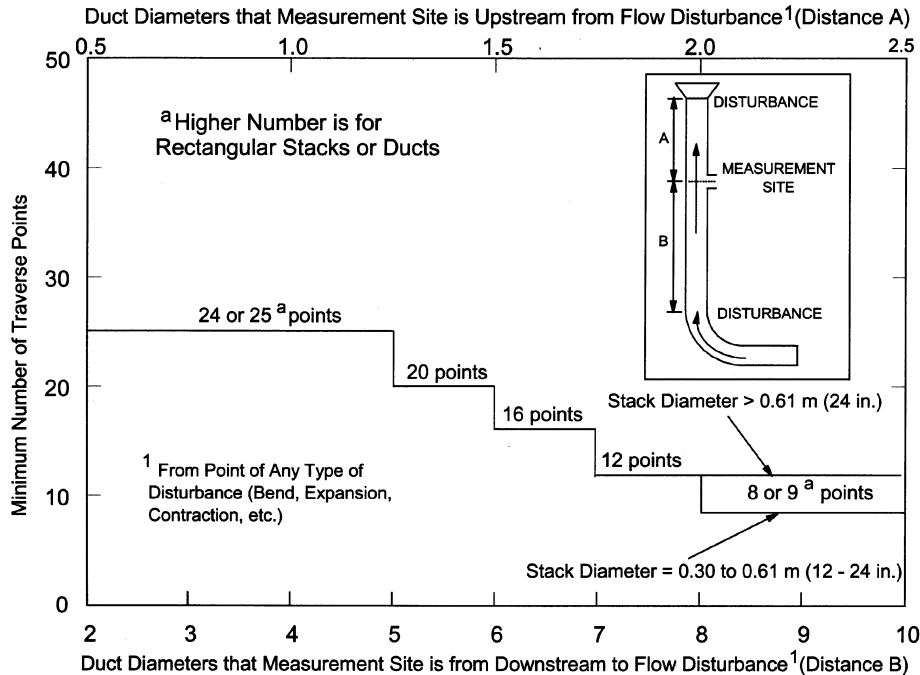 Duct Diameters that Measurement Site is Upstream from Flow Disturbance¹ (Distance A)
0.5 1.0 1.5 2.0 2.5
50
40
30
20
10
0
Minimum Number of Traverse Points
a Higher Number is for
Rectangular Stacks or Ducts
DISTURBANCE
A
MEASUREMENT
SITE
B
DISTURBANCE
24 or 25 a points
20 points
16 points
12 points
Stack Diameter > 0.61 m (24 in.)
8 or 9 a points
Stack Diameter = 0.30 to 0.61 m (12 - 24 in.)
1 From Point of Any Type of
Disturbance (Bend, Expansion,
Contraction, etc.)
2 3 4 5 6 7 8 9 10
Duct Diameters that Measurement Site is from Downstream to Flow Disturbance¹ (Distance B)